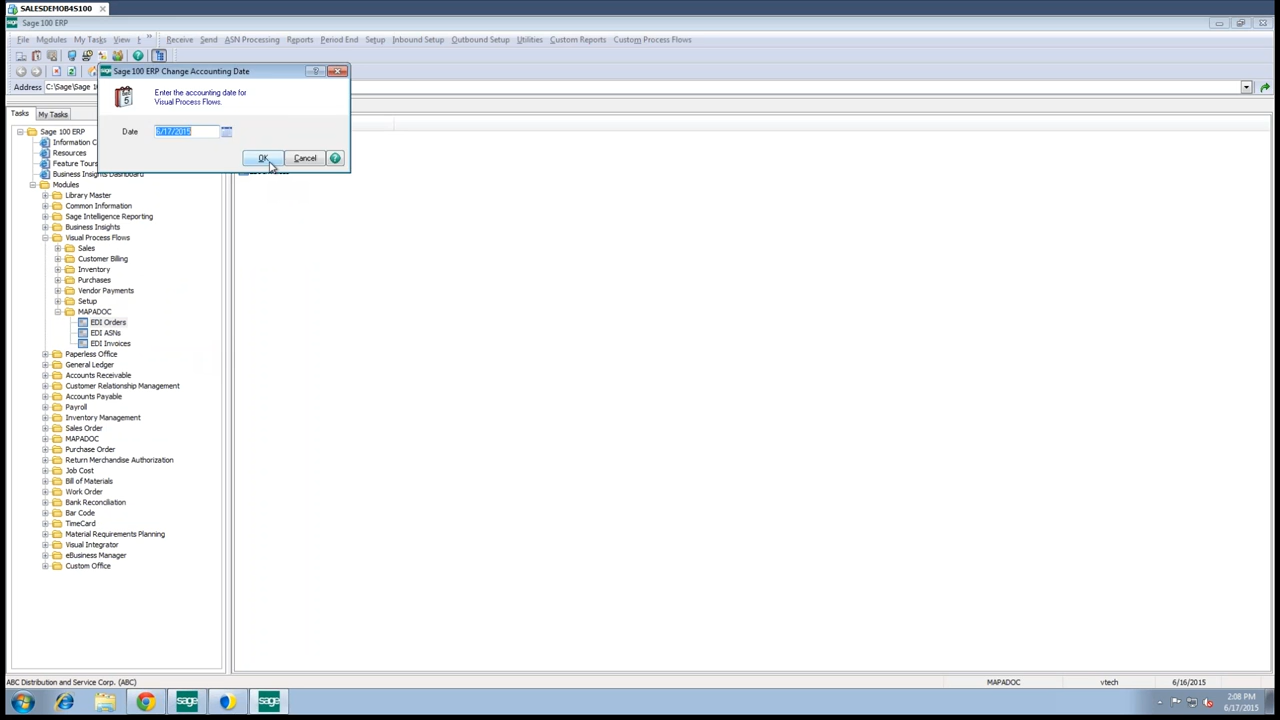 SALESDEMOB4S100
Sage 100 ERP
File Modules My Tasks View Receive Send ASN Processing Reports Period End Setup Inbound Setup Outbound Setup Utilities Custom Reports Custom Process Flows
Sage 100 ERP Change Accounting Date
Address C:\Sage\Sage
Enter the accounting date for
Visual Process Flows.
Date 6/17/2015
OK Cancel
Tasks My Tasks
Sage 100 ERP
Information C
Resources
Feature Tours
Business Insights Dashboard
Modules
Library Master
Common Information
Sage Intelligence Reporting
Business Insights
Visual Process Flows
Sales
Customer Billing
Inventory
Purchases
Vendor Payments
Setup
MAPADOC
EDI Orders
EDI ASNs
EDI Invoices
Paperless Office
General Ledger
Accounts Receivable
Customer Relationship Management
Accounts Payable
Payroll
Inventory Management
Sales Order
MAPADOC
Purchase Order
Return Merchandise Authorization
Job Cost
Bill of Materials
Work Order
Bank Reconciliation
Bar Code
TimeCard
Material Requirements Planning
Visual Integrator
eBusiness Manager
Custom Office
ABC Distribution and Service Corp. (ABC) MAPADOC vtech 6/16/2015
sage sage
2:08 PM
6/17/2015